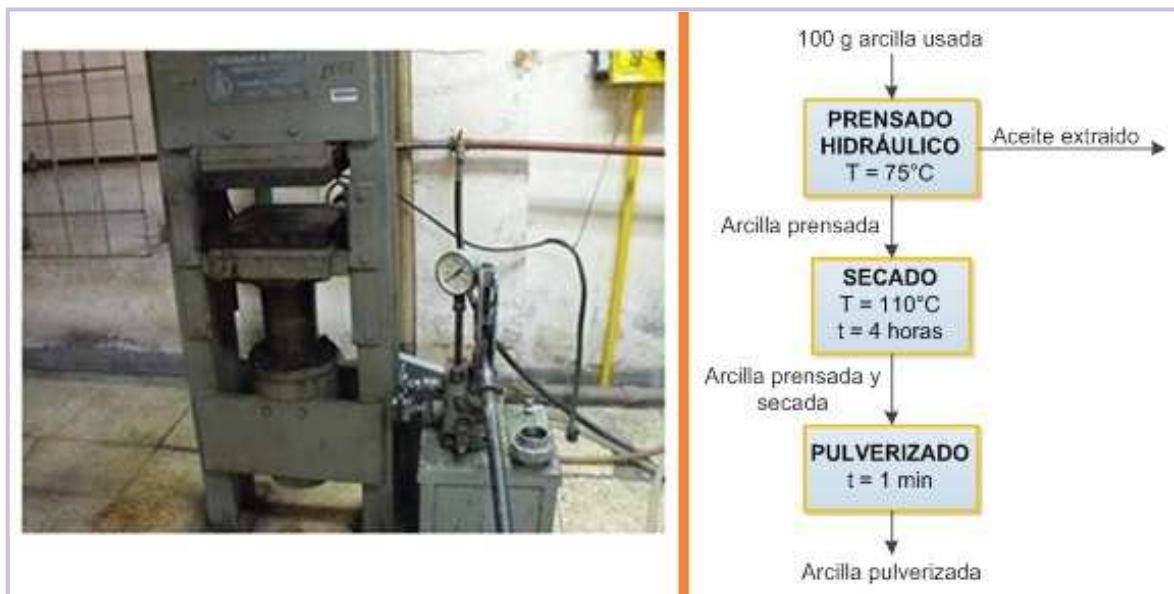 100 g arcilla usada
PRENSADO
HIDRÁULICO
T = 75°C
Aceite extraido
Arcilla prensada
SECADO
T = 110°C
t = 4 horas
Arcilla prensada y
secada
PULVERIZADO
t = 1 min
Arcilla pulverizada